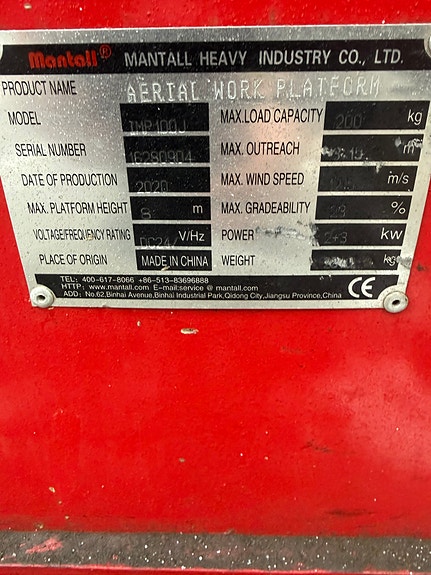 Mantall® MANTALL HEAVY INDUSTRY CO., LTD.
PRODUCT NAME AERIAL WORK PLATFORM
MODEL MAX.LOAD CAPACITY 200 kg
SERIAL NUMBER 16280904 MAX. OUTREACH m
DATE OF PRODUCTION 2020 MAX. WIND SPEED m/s
MAX. PLATFORM HEIGHT 8 m MAX. GRADEABILITY %
VOLTAGE/FREQUENCY RATING DC24/ V/Hz POWER kW
PLACE OF ORIGIN MADE IN CHINA WEIGHT kg
TEL: 400-617-8066 +86-513-83696888
HTTP: www.mantall.com E-mail:service @ mantall.com
ADD: No.62,Binhai Avenue,Binhai Industrial Park,Qidong City,Jiangsu Province,China CE